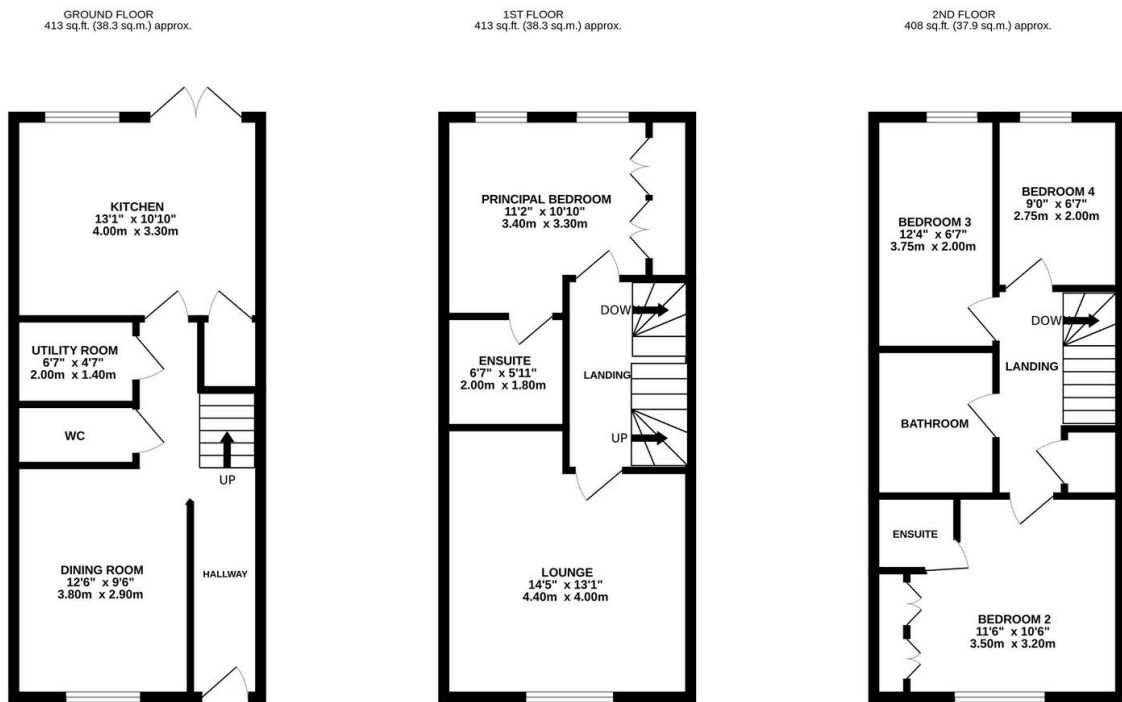 GROUND FLOOR
413 sq.ft. (38.3 sq.m.) approx.
KITCHEN
13'1" x 10'10"
4.00m x 3.30m
UTILITY ROOM
6'7" x 4'7"
2.00m x 1.40m
WC
UP
DINING ROOM
12'6" x 9'6"
3.80m x 2.90m
HALLWAY
1ST FLOOR
413 sq.ft. (38.3 sq.m.) approx.
PRINCIPAL BEDROOM
11'2" x 10'10"
3.40m x 3.30m
DOW
ENSUITE
6'7" x 5'11"
2.00m x 1.80m
LANDING
UP
LOUNGE
14'5" x 13'1"
4.40m x 4.00m
2ND FLOOR
408 sq.ft. (37.9 sq.m.) approx.
BEDROOM 4
9'0" x 6'7"
2.75m x 2.00m
BEDROOM 3
12'4" x 6'7"
3.75m x 2.00m
DOW
LANDING
BATHROOM
ENSUITE
BEDROOM 2
11'6" x 10'6"
3.50m x 3.20m